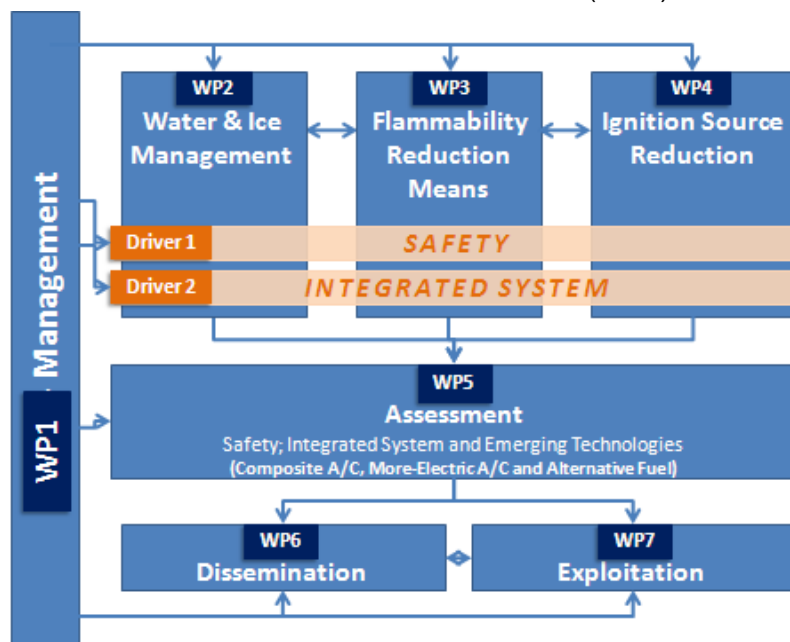 WP2
Water & Ice
Management
WP3
Flammability
Reduction
Means
WP4
Ignition Source
Reduction
Driver 1
SAFETY
Driver 2
INTEGRATED SYSTEM
WP1
Management
WP5
Assessment
Safety; Integrated System and Emerging Technologies
(Composite A/C, More-Electric A/C and Alternative Fuel)
WP6
Dissemination
WP7
Exploitation